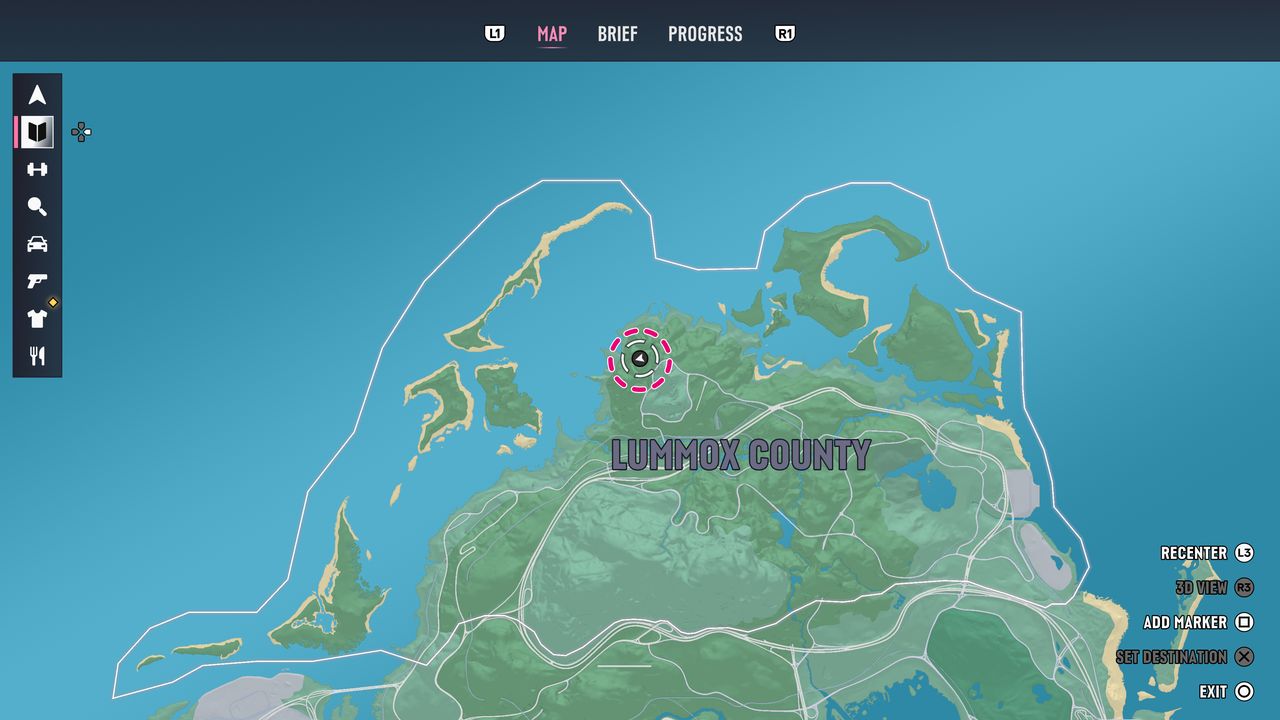 L1 MAP BRIEF PROGRESS R1
LUMMOX COUNTY
RECENTER L3
3D VIEW R3
ADD MARKER
SET DESTINATION
EXIT